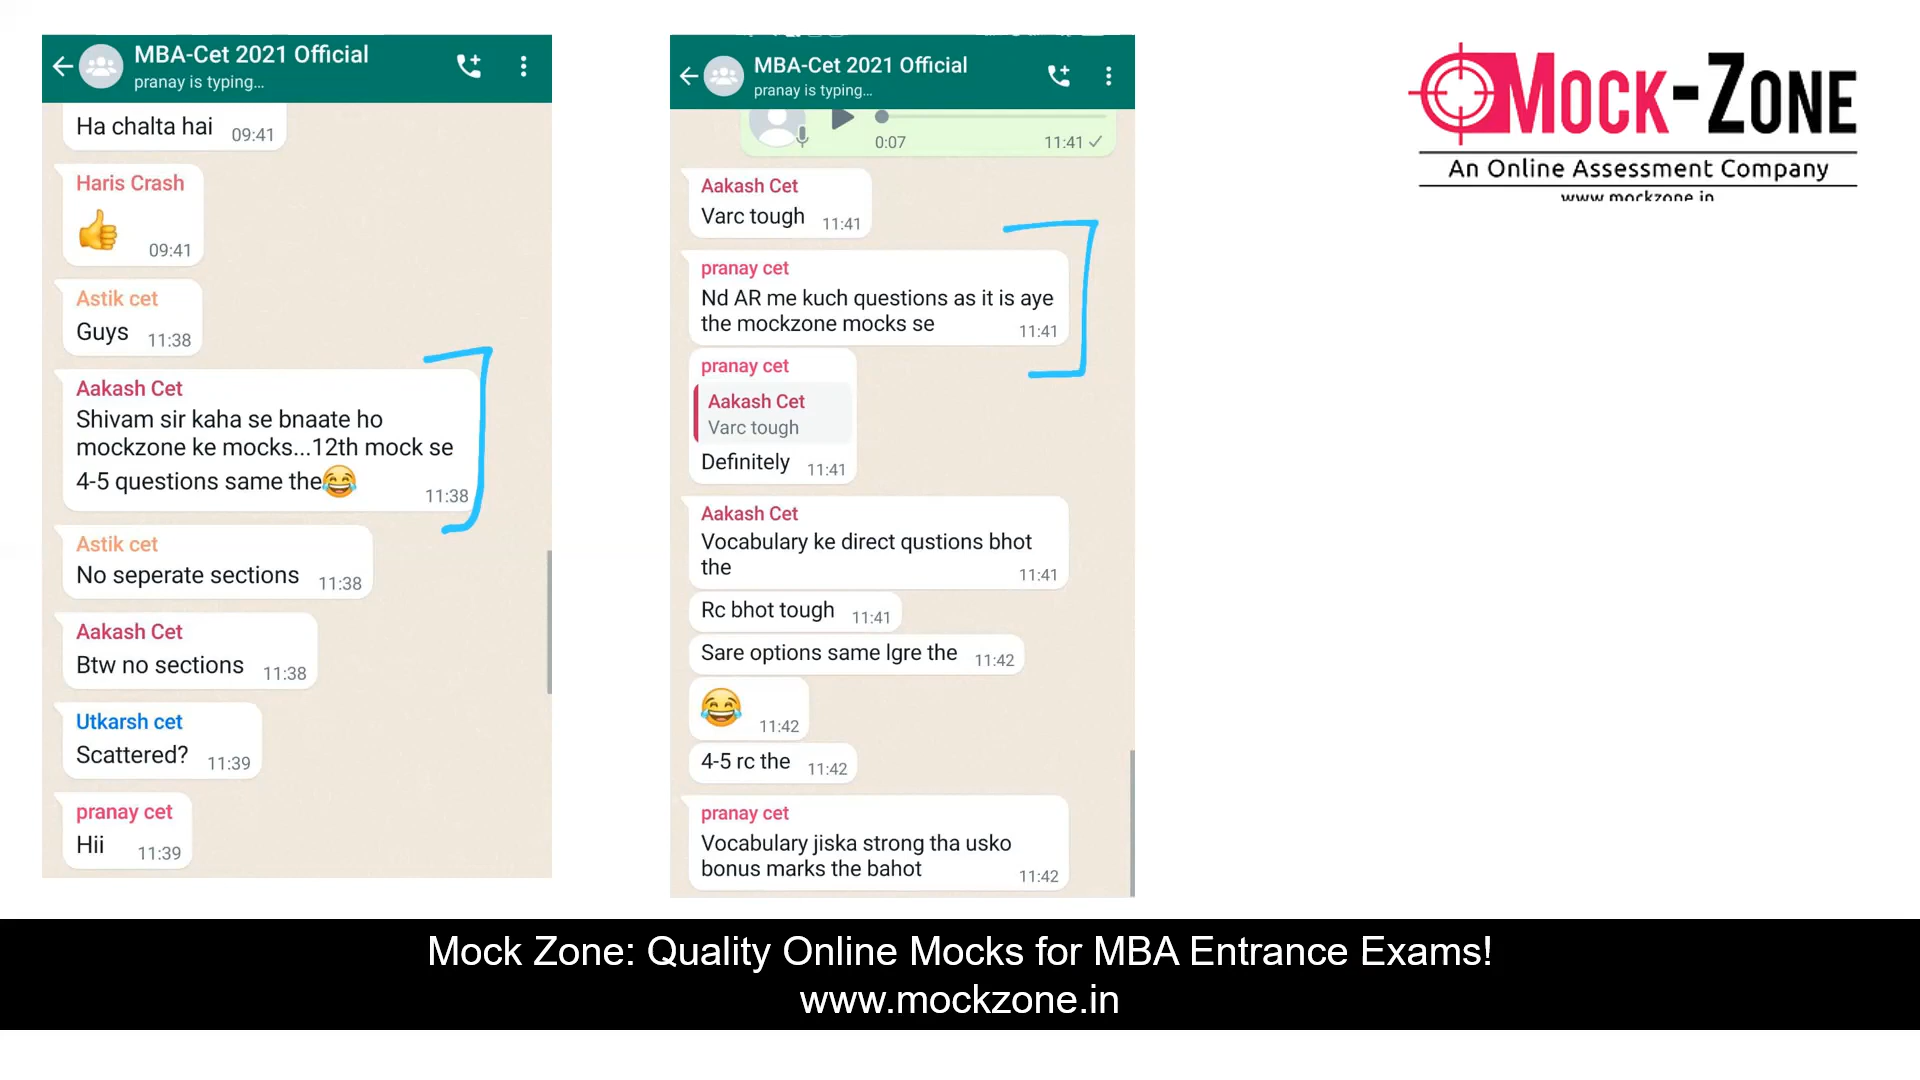 MBA-Cet 2021 Official
pranay is typing...
Ha chalta hai 09:41
Haris Crash
👍
09:41
Astik cet
Guys 11:38
Aakash Cet
Shivam sir kaha se bnaate ho
mockzone ke mocks...12th mock se
4-5 questions same the😂
11:38
Astik cet
No seperate sections 11:38
Aakash Cet
Btw no sections 11:38
Utkarsh cet
Scattered? 11:39
pranay cet
Hii 11:39
MBA-Cet 2021 Official
pranay is typing...
0:07 11:41
Aakash Cet
Varc tough 11:41
pranay cet
Nd AR me kuch questions as it is aye
the mockzone mocks se 11:41
pranay cet
Aakash Cet
Varc tough
Definitely 11:41
Aakash Cet
Vocabulary ke direct qustions bhot
the 11:41
Rc bhot tough 11:41
Sare options same lgre the 11:42
😂 11:42
4-5 rc the 11:42
pranay cet
Vocabulary jiska strong tha usko
bonus marks the bahot 11:42
Mock-Zone
An Online Assessment Company
www.mockzone.in
Mock Zone: Quality Online Mocks for MBA Entrance Exams!
www.mockzone.in